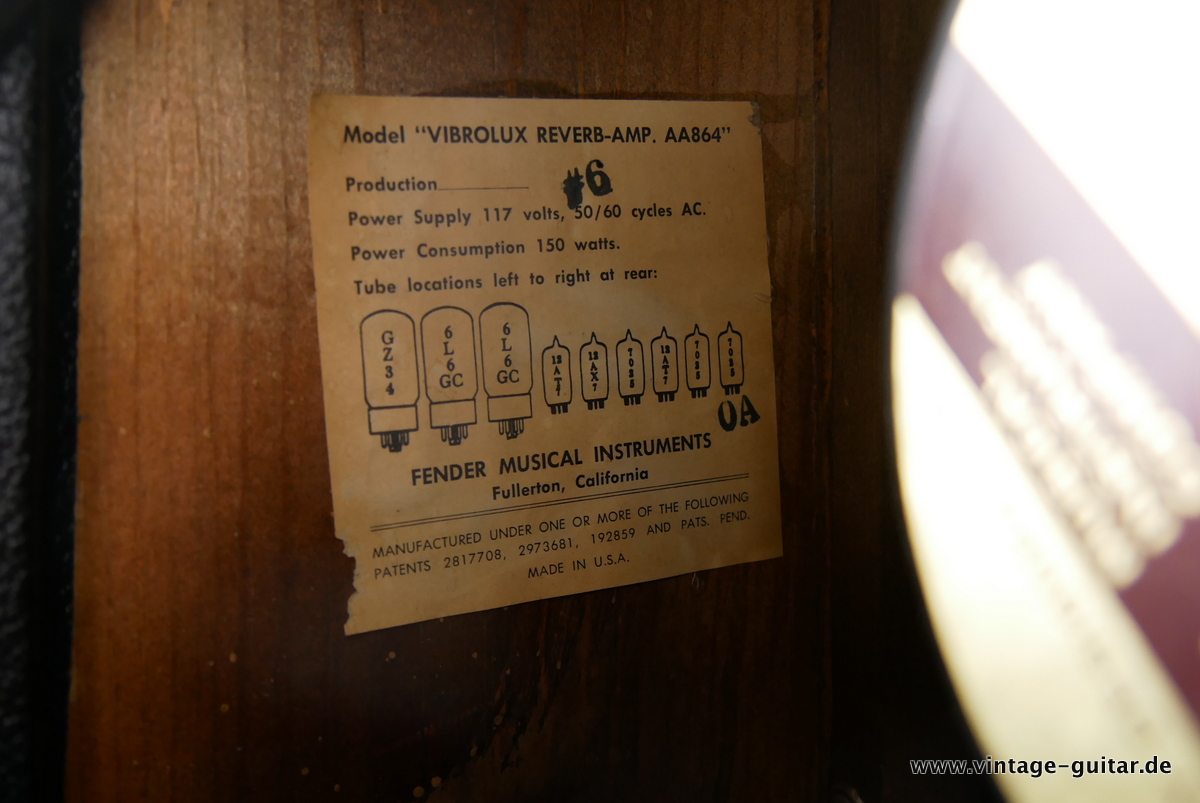 Model “VIBROLUX REVERB-AMP. AA864”
Production #6
Power Supply 117 volts, 50/60 cycles AC.
Power Consumption 150 watts.
Tube locations left to right at rear:
GZ34 6L6GC 6L6GC 12AT7 12AX7 7025 12AT7 7025 7025
OA
FENDER MUSICAL INSTRUMENTS
Fullerton, California
MANUFACTURED UNDER ONE OR MORE OF THE FOLLOWING
PATENTS 2817708, 2973681, 192859 AND PATS. PEND.
MADE IN U.S.A.
www.vintage-guitar.de